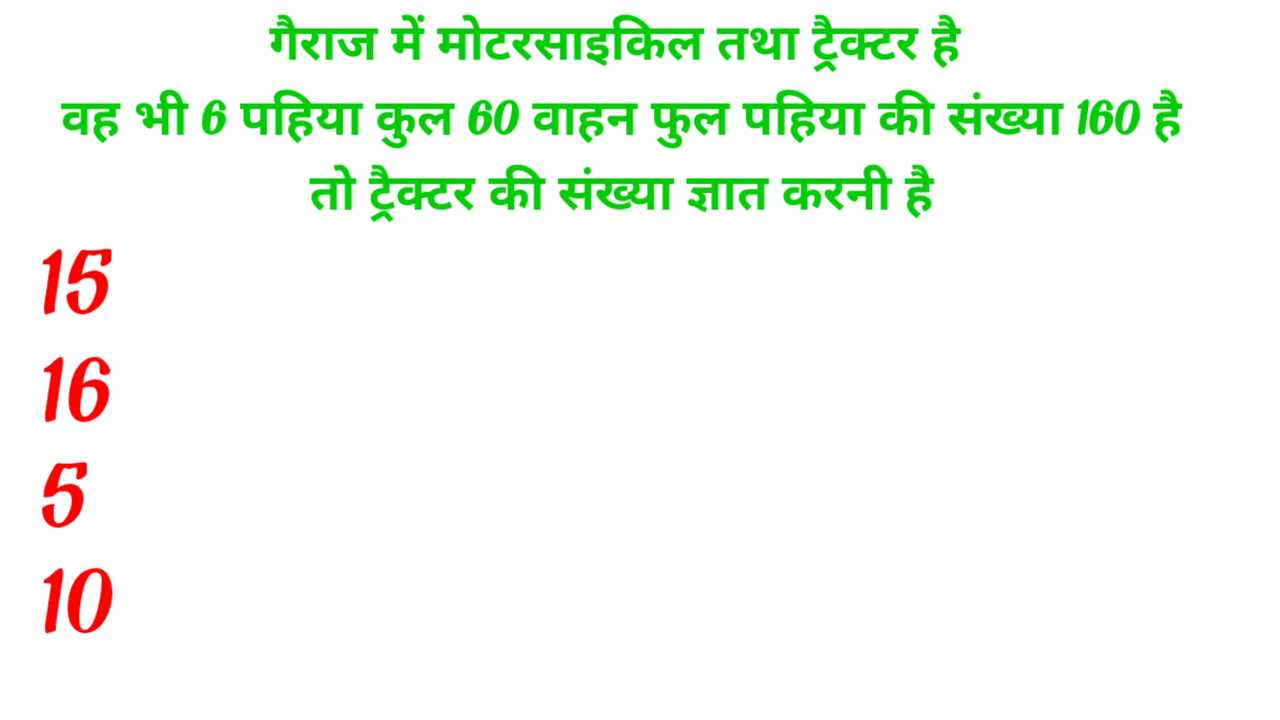 गैराज में मोटरसाइकिल तथा ट्रैक्टर है
वह भी 6 पहिया कुल 60 वाहन फुल पहिया की संख्या 160 है
तो ट्रैक्टर की संख्या ज्ञात करनी है
15
16
5
10